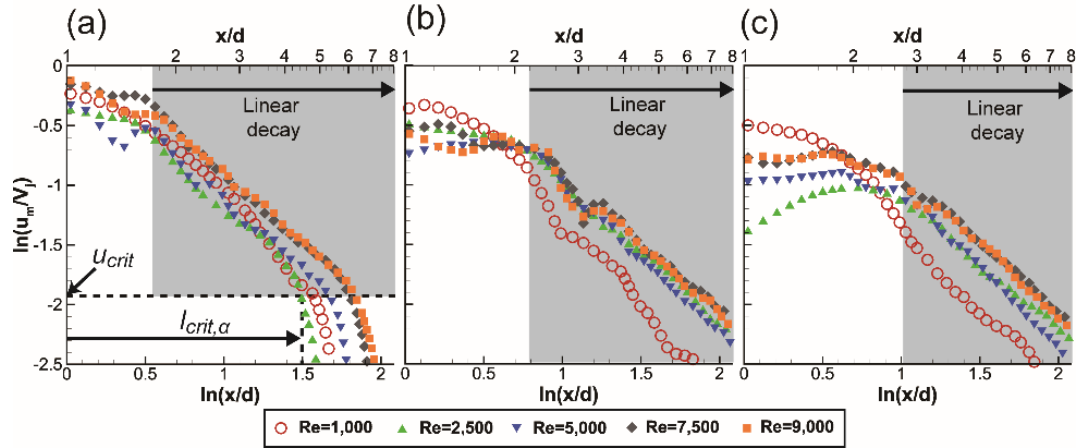 (a)
x/d
1 2 3 4 5 6 7 8
0
-0.5
-1
-1.5
-2
-2.5
ln(u_m/V_j)
Linear
decay
u_crit
l_crit,α
0 0.5 1 1.5 2
ln(x/d)
(b)
x/d
1 2 3 4 5 6 7 8
Linear
decay
0 0.5 1 1.5 2
ln(x/d)
(c)
x/d
1 2 3 4 5 6 7 8
Linear
decay
0 0.5 1 1.5 2
ln(x/d)
Re=1,000 Re=2,500 Re=5,000 Re=7,500 Re=9,000